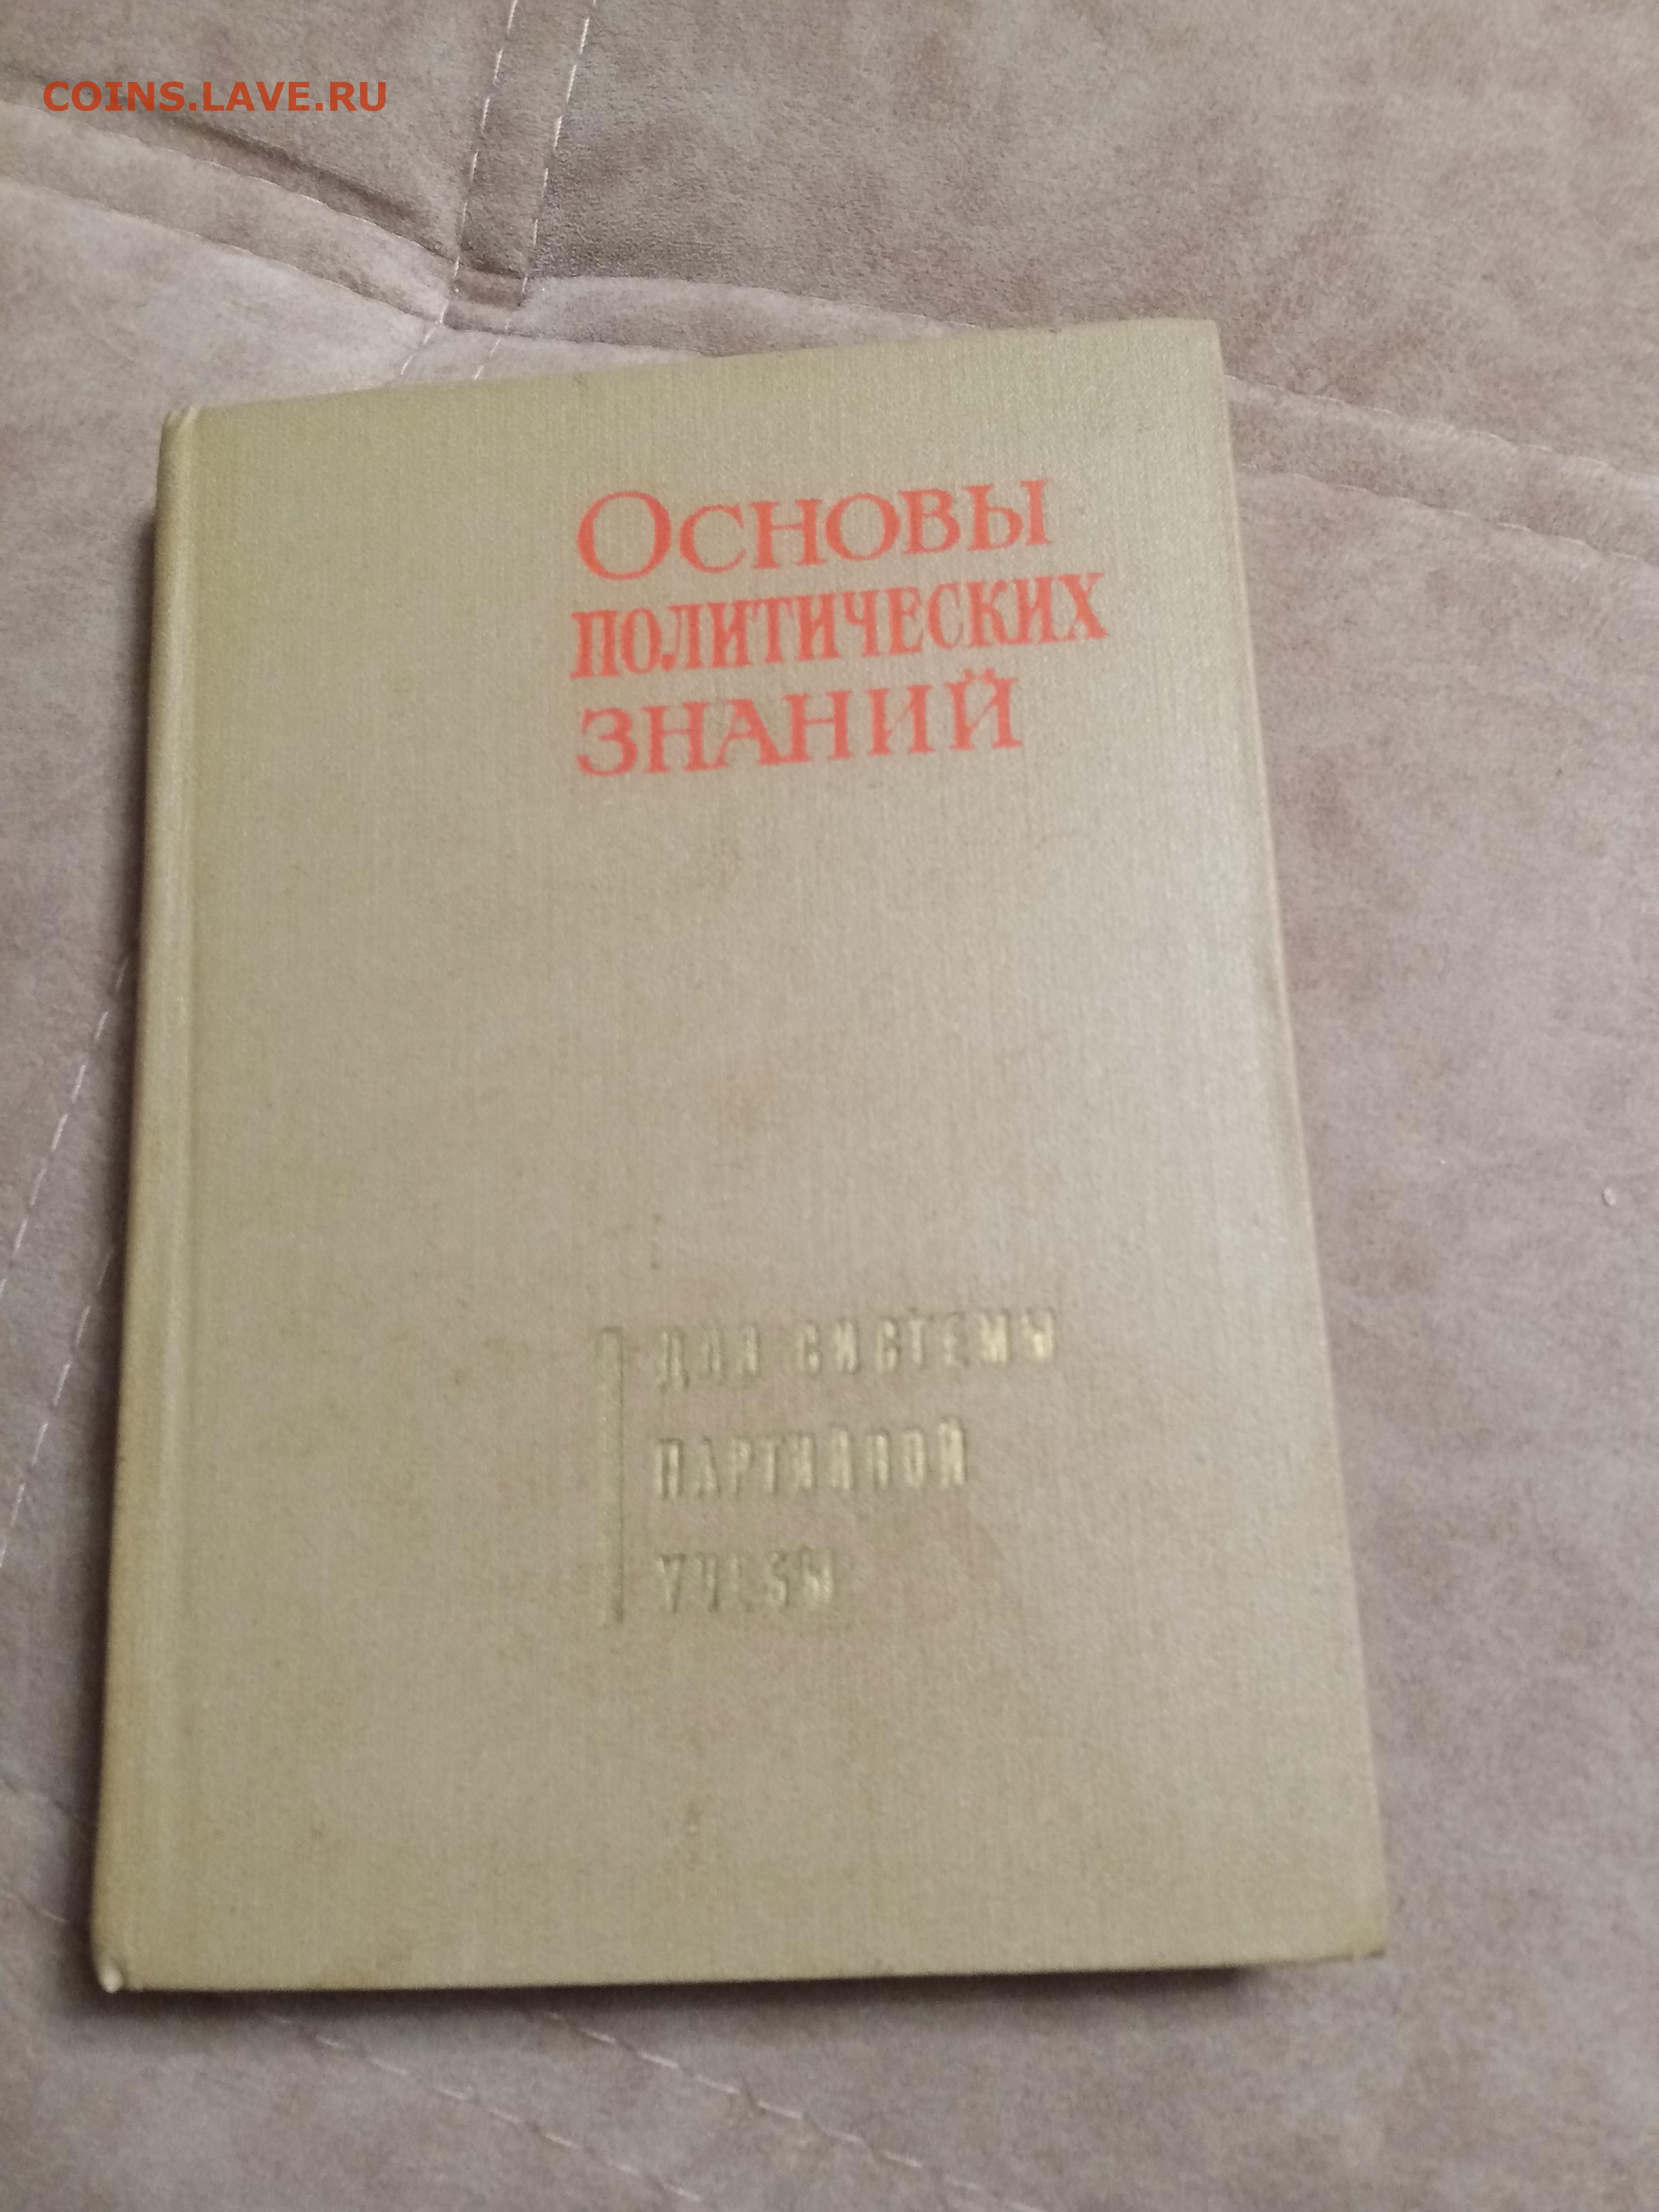 COINS.LAVE.RU
ОСНОВЫ
ПОЛИТИЧЕСКИХ
ЗНАНИЙ
ДЛЯ СИСТЕМЫ
ПАРТИЙНОЙ
УЧЕБЫ